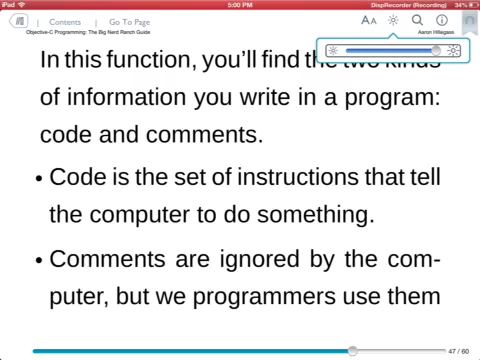 iPad 5:00 PM DispRecorder (Recording) 34%
Contents Go To Page AA
Objective-C Programming: The Big Nerd Ranch Guide Aaron Hillegass
In this function, you'll find the two kinds
of information you write in a program:
code and comments.
• Code is the set of instructions that tell
the computer to do something.
• Comments are ignored by the com-
puter, but we programmers use them
47 / 60